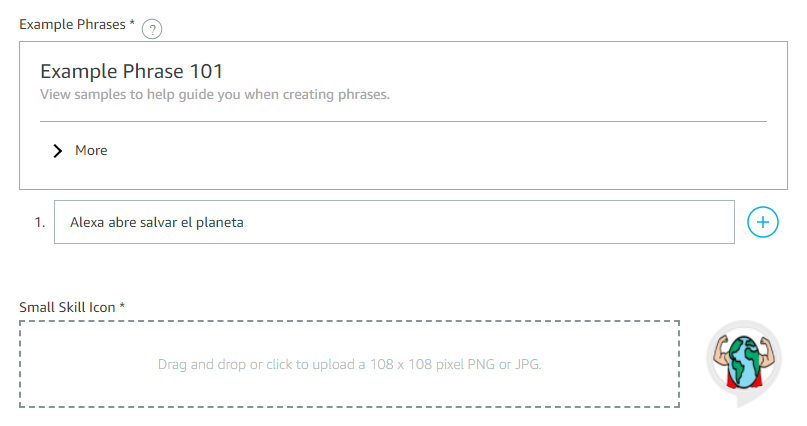 Example Phrases * ?
Example Phrase 101
View samples to help guide you when creating phrases.
More
1. Alexa abre salvar el planeta
Small Skill Icon *
Drag and drop or click to upload a 108 x 108 pixel PNG or JPG.